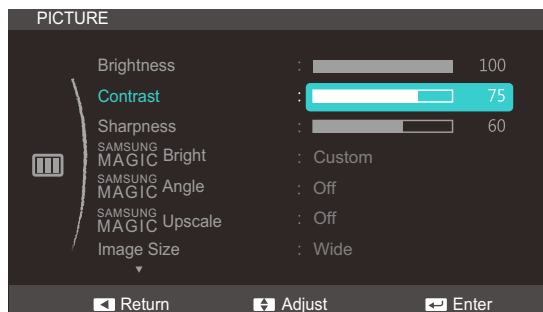 PICTURE
Brightness : 100
Contrast : 75
Sharpness : 60
SAMSUNG
MAGIC Bright : Custom
SAMSUNG
MAGIC Angle : Off
SAMSUNG
MAGIC Upscale : Off
Image Size : Wide
Return Adjust Enter